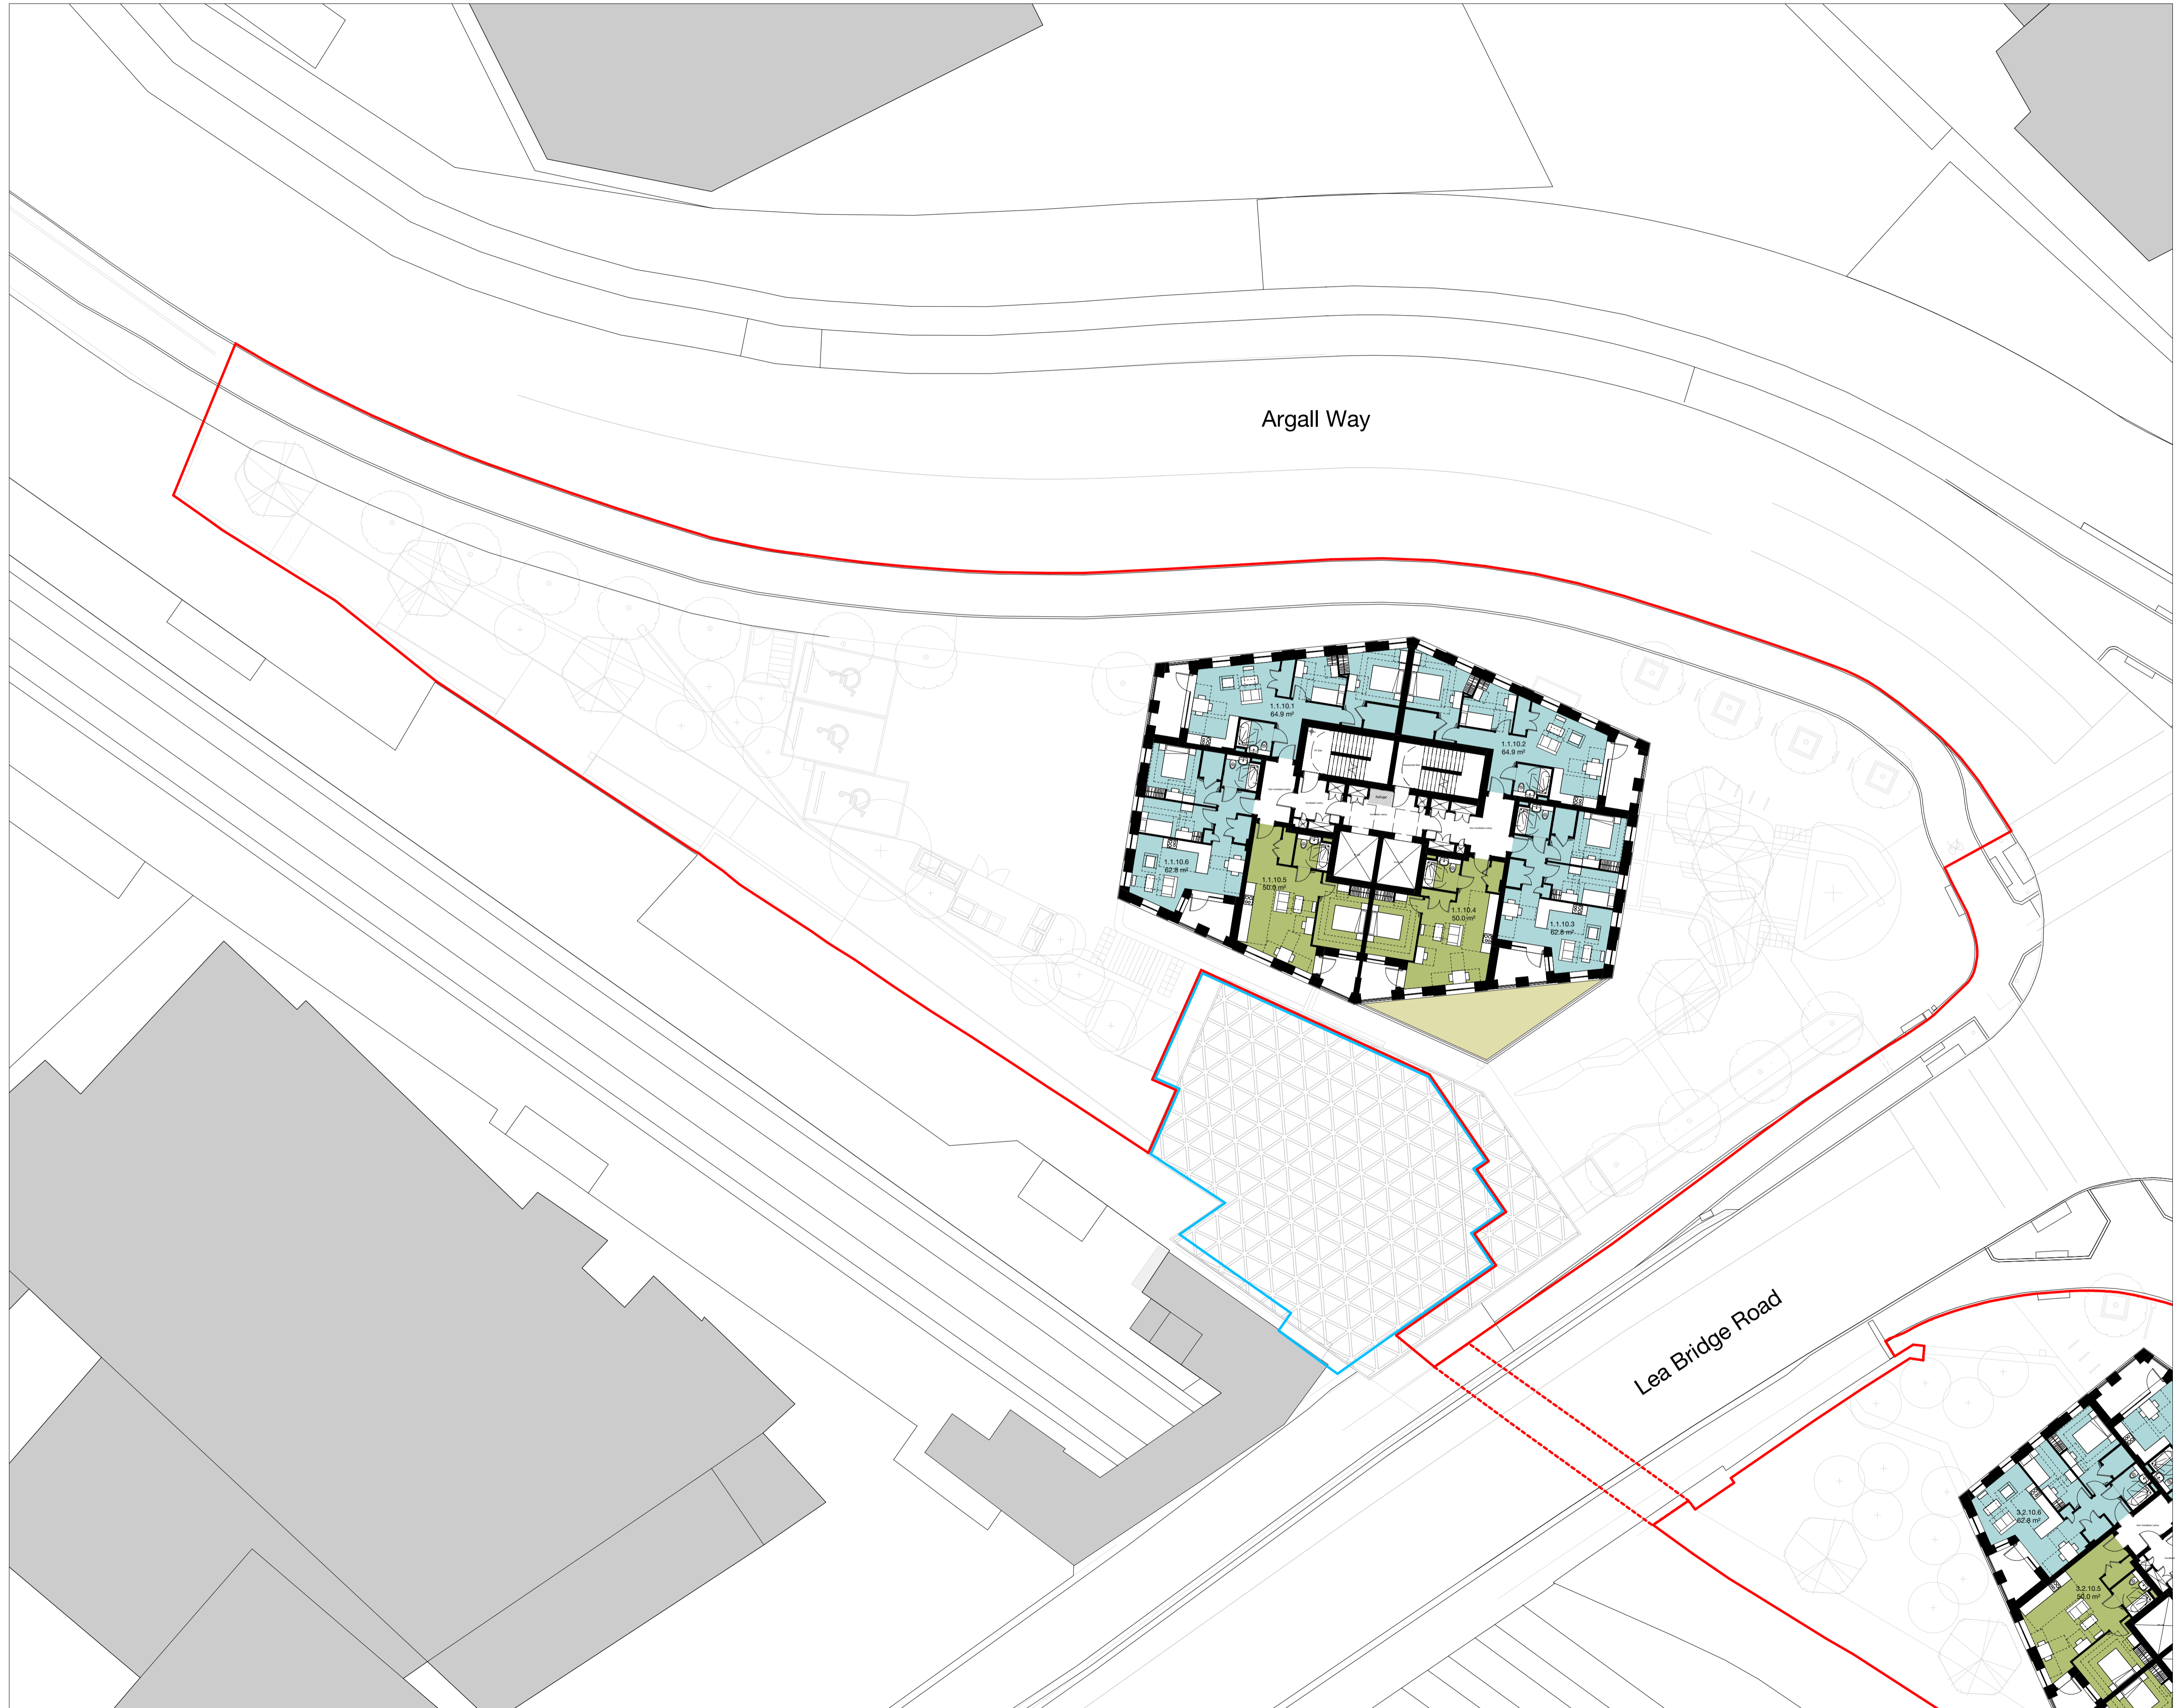 Argall Way
1.1.10.1
64.9 m²
1.1.10.2
64.9 m²
1.1.10.6
62.8 m²
1.1.10.5
50.0 m²
1.1.10.4
50.0 m²
1.1.10.3
62.8 m²
Lea Bridge Road
3.2.10.6
62.8 m²
3.2.10.5
50.0 m²